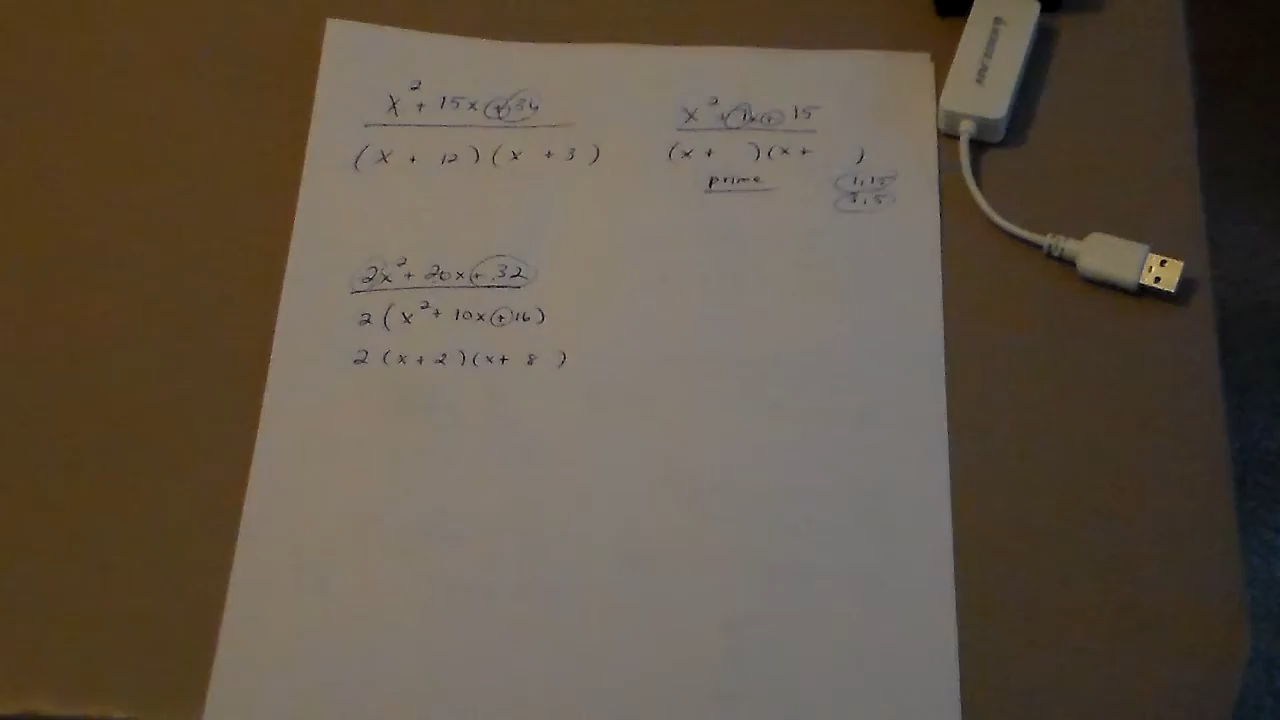 x² + 15x + 36
(x + 12)(x + 3)
x² + 7x + 15
(x +   )(x +   )
prime
1, 15
3, 5
2x² + 20x + 32
2(x² + 10x + 16)
2(x + 2)(x + 8)